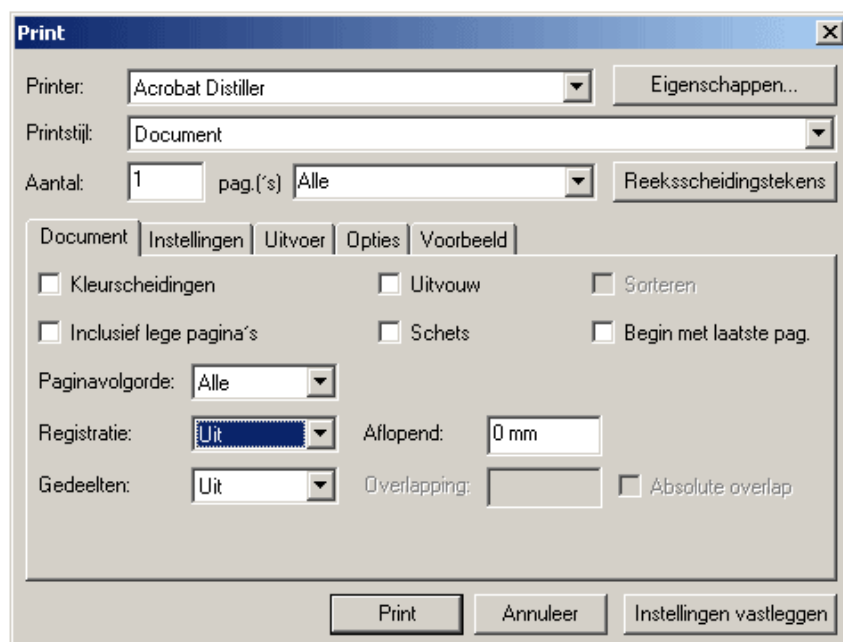 Print
Printer: Acrobat Distiller Eigenschappen...
Printstijl: Document
Aantal: 1 pag.(´s) Alle Reeksscheidingstekens
Document Instellingen Uitvoer Opties Voorbeeld
Kleurscheidingen Uitvouw Sorteren
Inclusief lege pagina´s Schets Begin met laatste pag.
Paginavolgorde: Alle
Registratie: Uit Aflopend: 0 mm
Gedeelten: Uit Overlapping: Absolute overlap
Print Annuleer Instellingen vastleggen